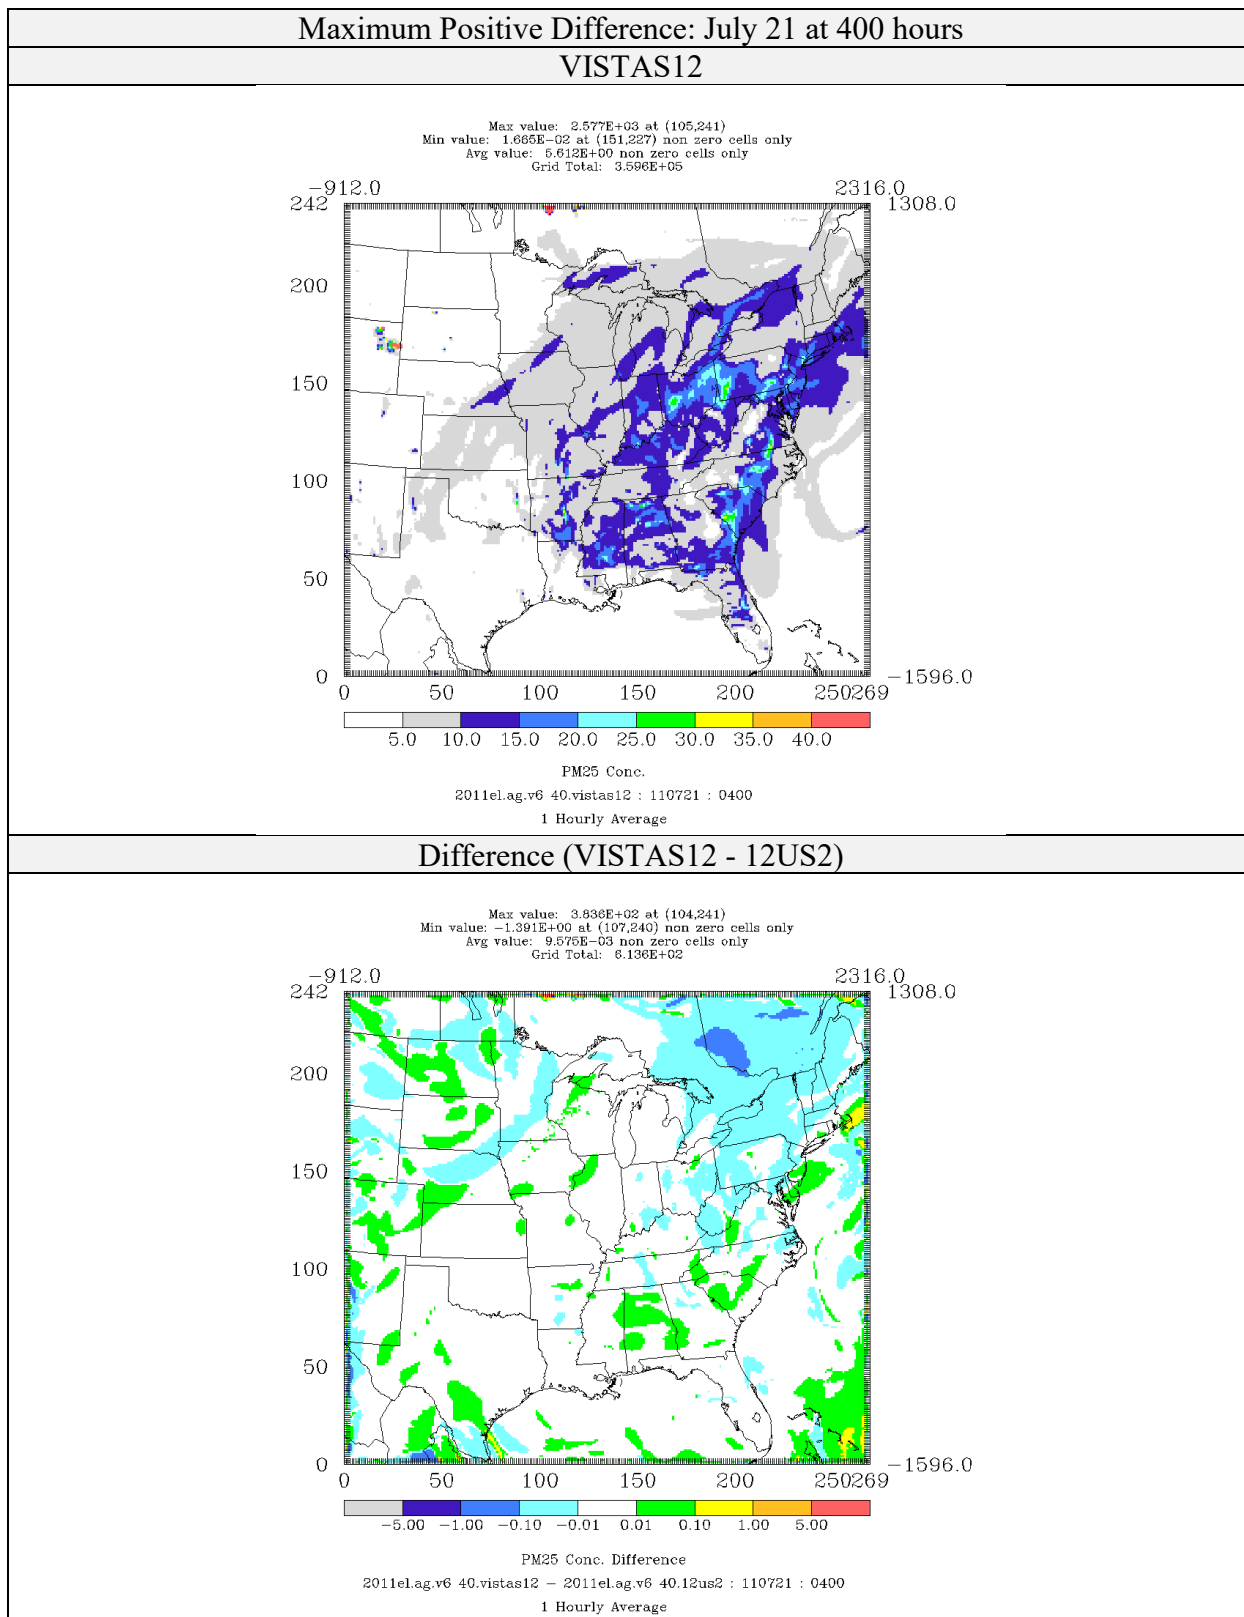 Maximum Positive Difference: July 21 at 400 hours
VISTAS12
Max value: 2.577E+03 at (105,241)
Min value: 1.665E-02 at (151,227) non zero cells only
Avg value: 5.612E+00 non zero cells only
Grid Total: 3.596E+05
-912.0 2316.0
242 1308.0
200
150
100
50
0 -1596.0
0 50 100 150 200 250269
5.0 10.0 15.0 20.0 25.0 30.0 35.0 40.0
PM25 Conc.
2011el.ag.v6 40.vistas12 : 110721 : 0400
1 Hourly Average
Difference (VISTAS12 - 12US2)
Max value: 3.836E+02 at (104,241)
Min value: -1.391E+00 at (107,240) non zero cells only
Avg value: 9.575E-03 non zero cells only
Grid Total: 6.136E+02
-912.0 2316.0
242 1308.0
200
150
100
50
0 -1596.0
0 50 100 150 200 250269
-5.00 -1.00 -0.10 -0.01 0.01 0.10 1.00 5.00
PM25 Conc. Difference
2011el.ag.v6 40.vistas12 - 2011el.ag.v6 40.12us2 : 110721 : 0400
1 Hourly Average